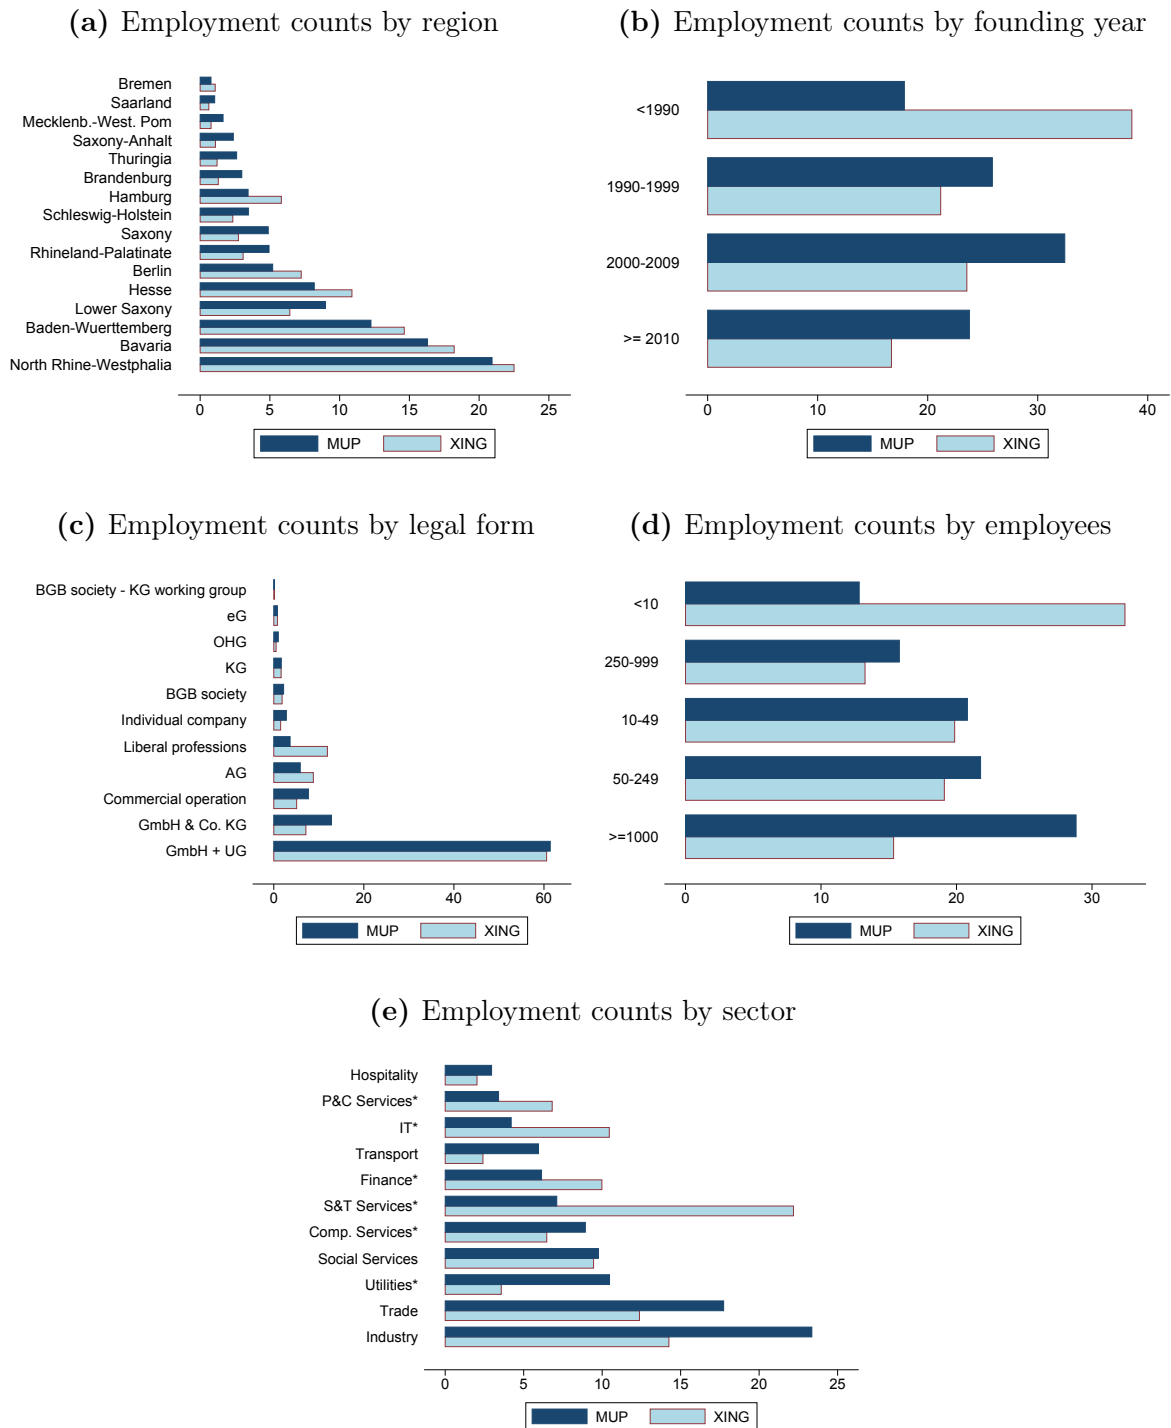 (a) Employment counts by region
Bremen
Saarland
Mecklenb.-West. Pom
Saxony-Anhalt
Thuringia
Brandenburg
Hamburg
Schleswig-Holstein
Saxony
Rhineland-Palatinate
Berlin
Hesse
Lower Saxony
Baden-Wuerttemberg
Bavaria
North Rhine-Westphalia
0 5 10 15 20 25
MUP XING
(b) Employment counts by founding year
<1990
1990-1999
2000-2009
>= 2010
0 10 20 30 40
MUP XING
(c) Employment counts by legal form
BGB society - KG working group
eG
OHG
KG
BGB society
Individual company
Liberal professions
AG
Commercial operation
GmbH & Co. KG
GmbH + UG
0 20 40 60
MUP XING
(d) Employment counts by employees
<10
250-999
10-49
50-249
>=1000
0 10 20 30
MUP XING
(e) Employment counts by sector
Hospitality
P&C Services*
IT*
Transport
Finance*
S&T Services*
Comp. Services*
Social Services
Utilities*
Trade
Industry
0 5 10 15 20 25
MUP XING